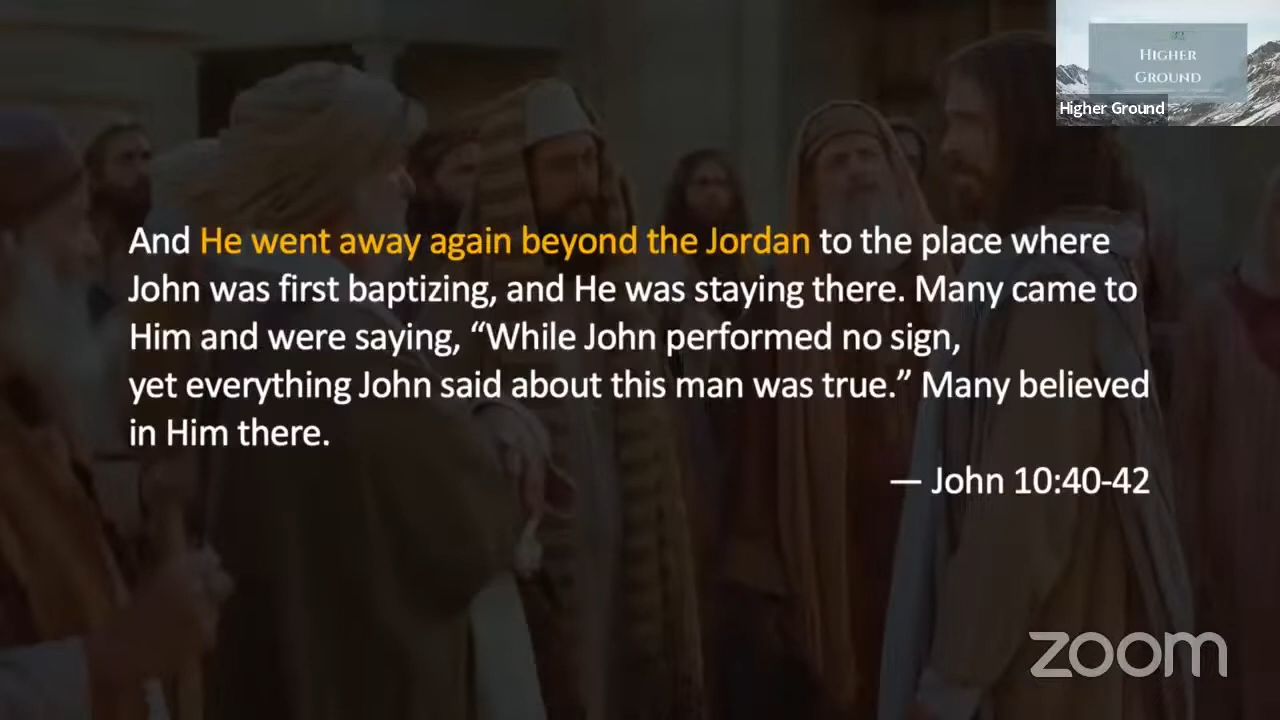 HIGHER
GROUND
Higher Ground
And He went away again beyond the Jordan to the place where
John was first baptizing, and He was staying there. Many came to
Him and were saying, “While John performed no sign,
yet everything John said about this man was true.” Many believed
in Him there.
— John 10:40-42
zoom